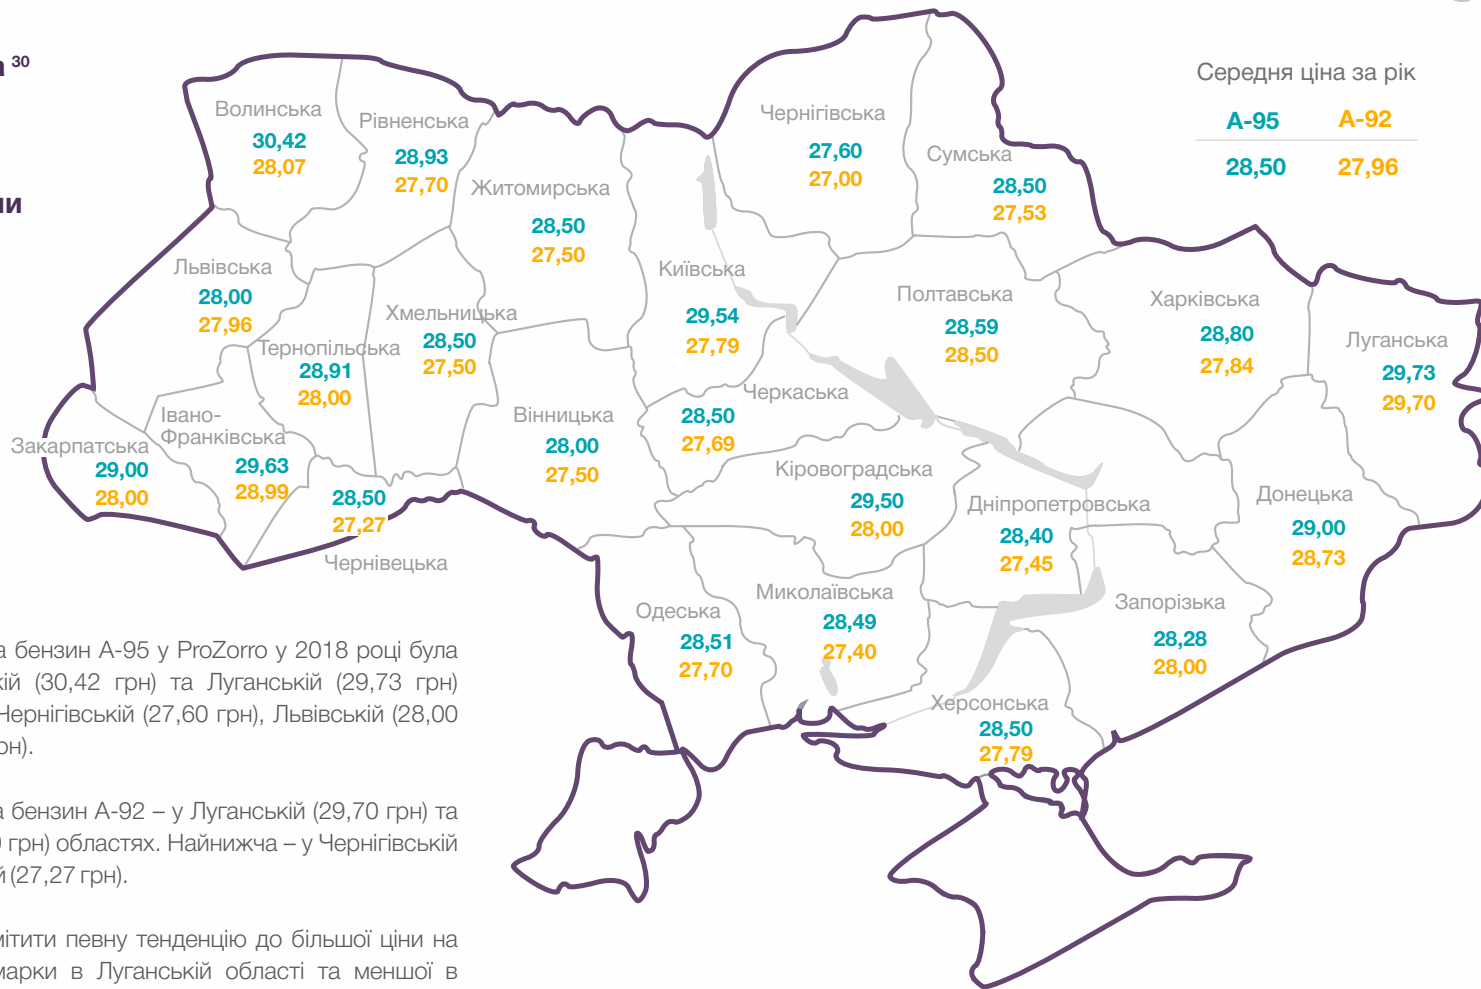 30
Середня ціна за рік
А-95 А-92
28,50 27,96
Волинська
30,42
28,07
Рівненська
28,93
27,70
Житомирська
28,50
27,50
Чернігівська
27,60
27,00
Сумська
28,50
27,53
Львівська
28,00
27,96
Тернопільська
28,91
28,00
Хмельницька
28,50
27,50
Київська
29,54
27,79
Полтавська
28,59
28,50
Харківська
28,80
27,84
Луганська
29,73
29,70
Закарпатська
29,00
28,00
Івано-
Франківська
29,63
28,99
28,50
27,27
Чернівецька
Вінницька
28,00
27,50
Черкаська
28,50
27,69
Кіровоградська
29,50
28,00
Дніпропетровська
28,40
27,45
Донецька
29,00
28,73
Одеська
28,51
27,70
Миколаївська
28,49
27,40
Запорізька
28,28
28,00
Херсонська
28,50
27,79
а бензин А-95 у ProZorro у 2018 році була
кій (30,42 грн) та Луганській (29,73 грн)
Чернігівській (27,60 грн), Львівській (28,00
рн).
а бензин А-92 – у Луганській (29,70 грн) та
грн) областях. Найнижча – у Чернігівській
й (27,27 грн).
мітити певну тенденцію до більшої ціни на
марки в Луганській області та меншої в